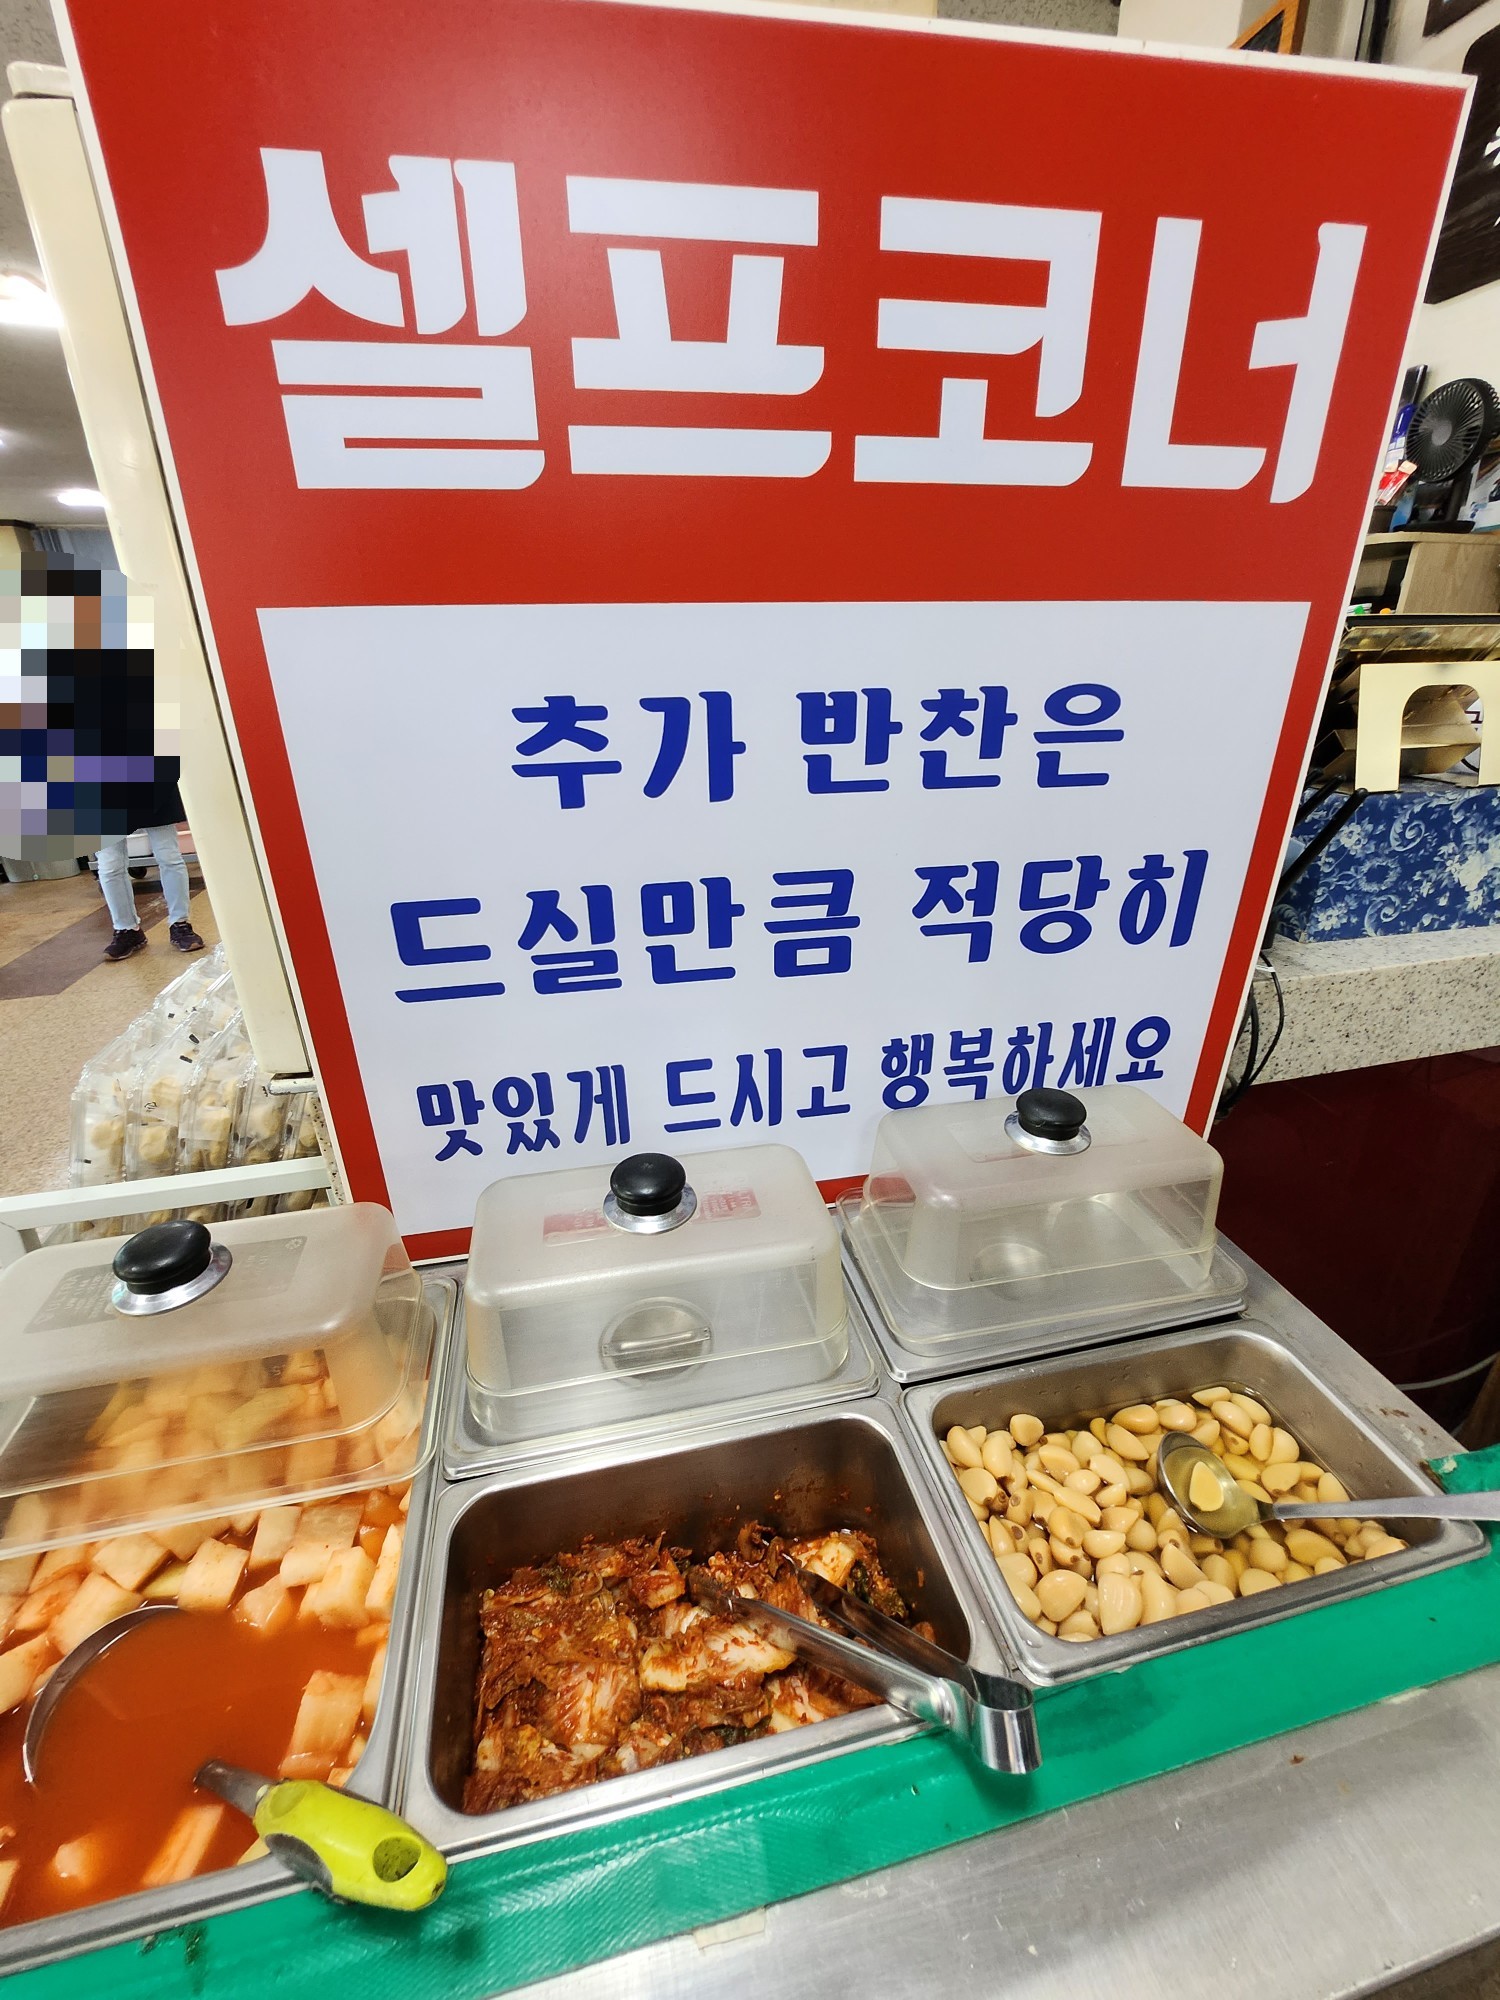 셀프코너
추가 반찬은
드실만큼 적당히
맛있게 드시고 행복하세요